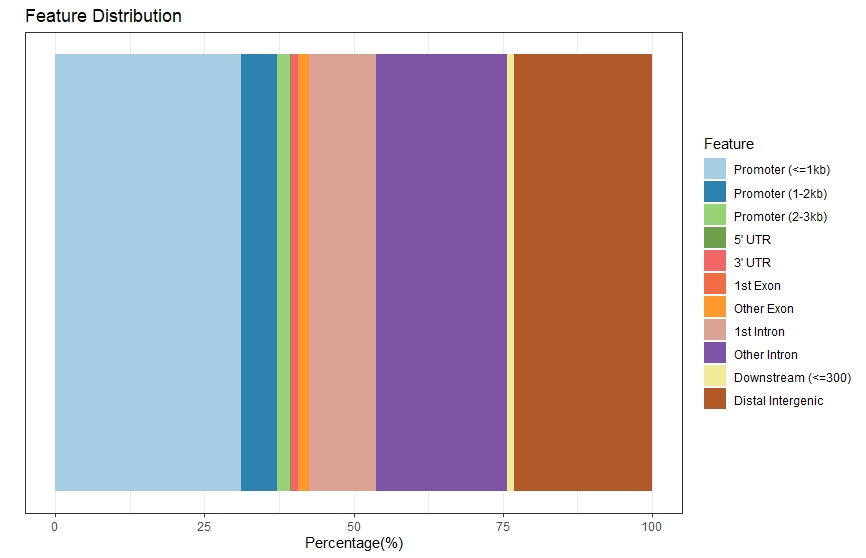 Feature Distribution
Feature
Promoter (<=1kb)
Promoter (1-2kb)
Promoter (2-3kb)
5' UTR
3' UTR
1st Exon
Other Exon
1st Intron
Other Intron
Downstream (<=300)
Distal Intergenic
0 25 50 75 100
Percentage(%)